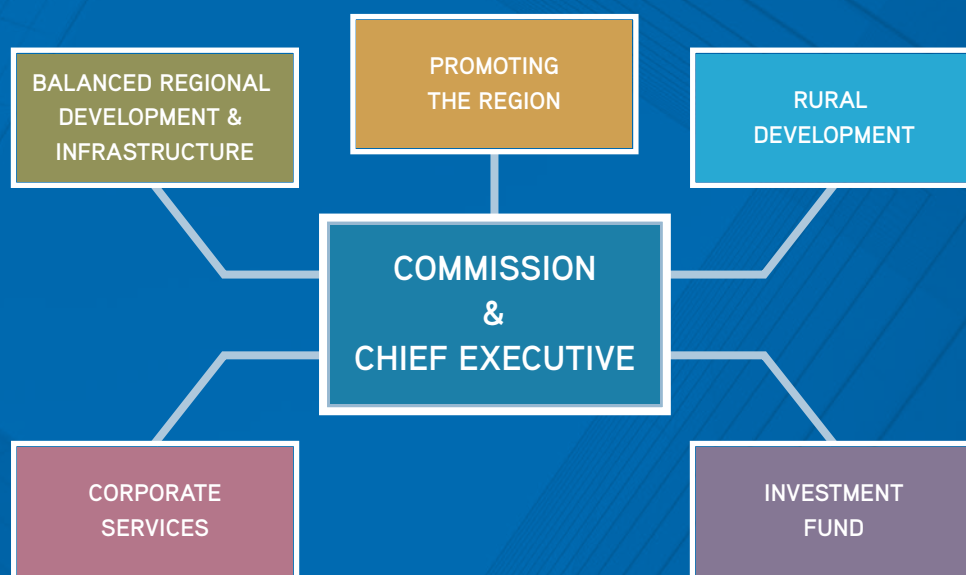 BALANCED REGIONAL
DEVELOPMENT &
INFRASTRUCTURE
PROMOTING
THE REGION
RURAL
DEVELOPMENT
COMMISSION
&
CHIEF EXECUTIVE
CORPORATE
SERVICES
INVESTMENT
FUND